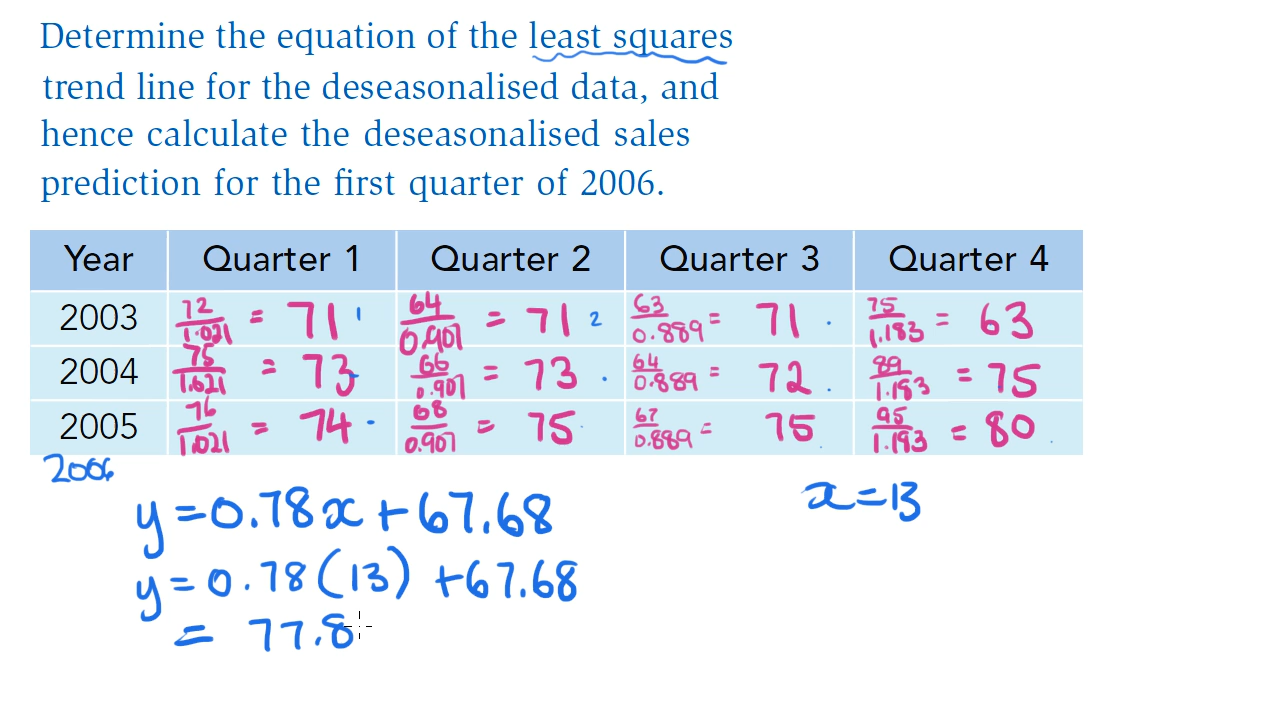 Determine the equation of the least squares
trend line for the deseasonalised data, and
hence calculate the deseasonalised sales
prediction for the first quarter of 2006.
Year Quarter 1 Quarter 2 Quarter 3 Quarter 4
2003 72/1.021 = 71 1 64/0.907 = 71 2 63/0.889 = 71 75/1.183 = 63
2004 75/1.021 = 73 66/0.907 = 73 64/0.889 = 72 89/1.183 = 75
2005 76/1.021 = 74 68/0.907 = 75 67/0.889 = 75 95/1.193 = 80
2006
y = 0.78x + 67.68 x = 13
y = 0.78(13) + 67.68
= 77.8